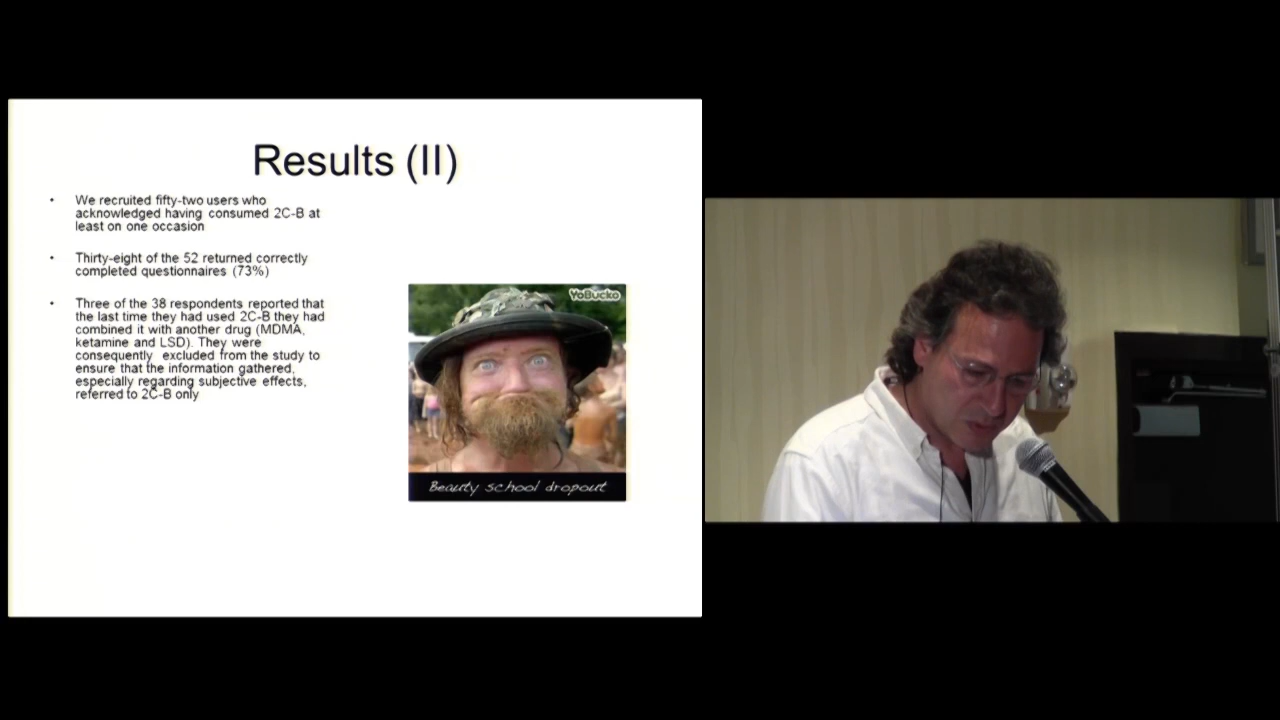 Results (II)
• We recruited fifty-two users who
acknowledged having consumed 2C-B at
least on one occasion
• Thirty-eight of the 52 returned correctly
completed questionnaires (73%)
• Three of the 38 respondents reported that
the last time they had used 2C-B they had
combined it with another drug (MDMA,
ketamine and LSD). They were
consequently excluded from the study to
ensure that the information gathered,
especially regarding subjective effects,
referred to 2C-B only
YoBucko
Beauty school dropout